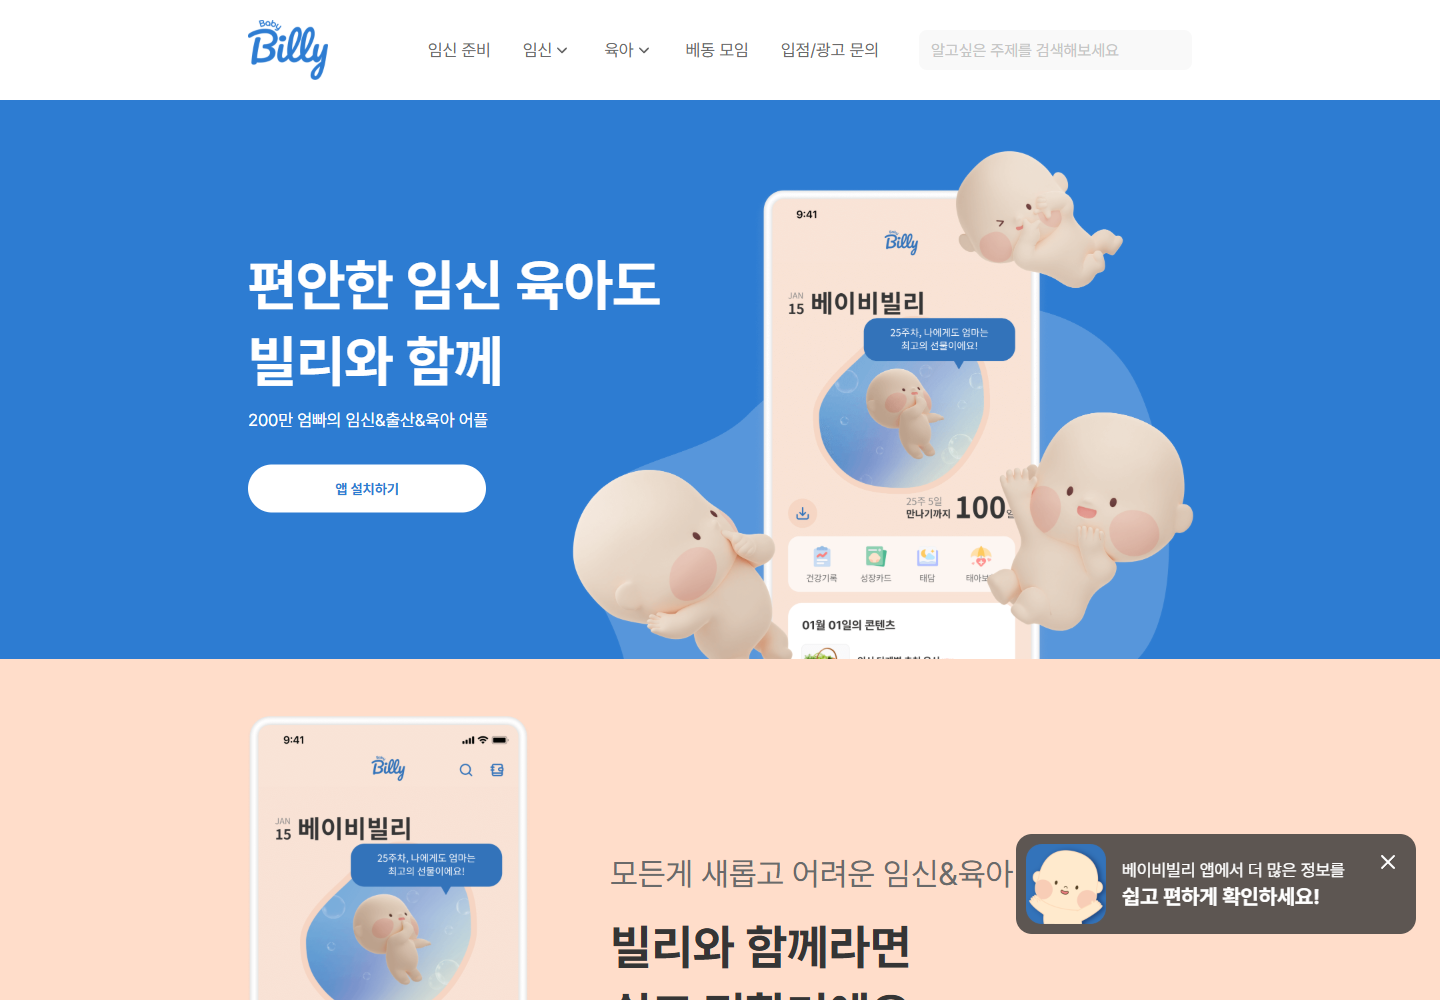 Baby
Billy
임신 준비
임신
육아
베동 모임
입점/광고 문의
알고싶은 주제를 검색해보세요
편안한 임신 육아도
빌리와 함께
200만 엄빠의 임신&출산&육아 어플
앱 설치하기
9:41
Billy
JAN
15
베이비빌리
25주차, 나에게도 엄마는
최고의 선물이에요!
25주 5일
만나기까지 100일
건강기록
성장카드
태담
태아보
01월 01일의 콘텐츠
9:41
Billy
JAN
15
베이비빌리
25주차, 나에게도 엄마는
최고의 선물이에요!
모든게 새롭고 어려운 임신&육아
빌리와 함께라면
베이비빌리 앱에서 더 많은 정보를
쉽고 편하게 확인하세요!